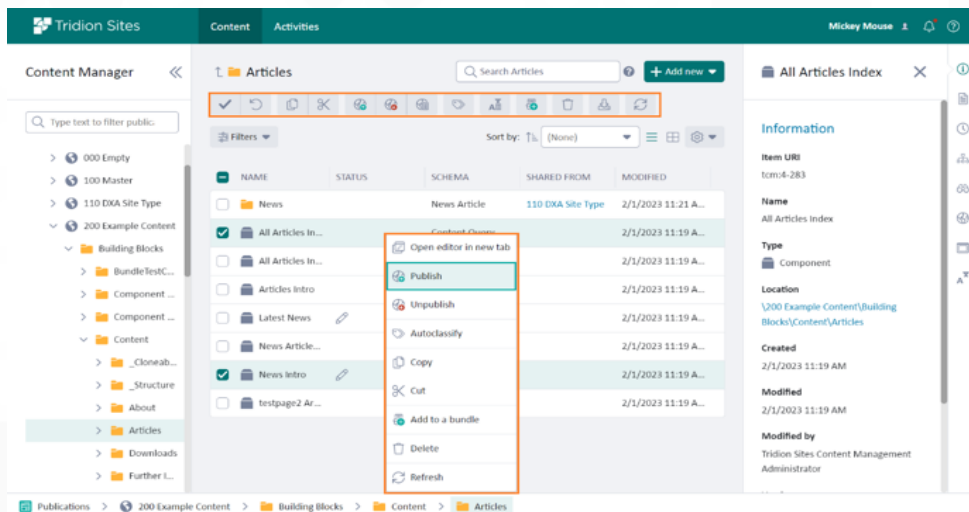 Tridion Sites
Content
Activities
Mickey Mouse
Content Manager
Type text to filter public.
000 Empty
100 Master
110 DXA Site Type
200 Example Content
Building Blocks
BundleTestC...
Component ...
Component ...
Content
_Cloneab...
_Structure
About
Articles
Downloads
Further I...
Articles
Search Articles
Add new
Filters
Sort by:
(None)
NAME STATUS SCHEMA SHARED FROM MODIFIED
News News Article 110 DXA Site Type 2/1/2023 11:21 A...
All Articles In... 2/1/2023 11:19 A...
All Articles In... 2/1/2023 11:19 A...
Articles Intro 2/1/2023 11:19 A...
Latest News 2/1/2023 11:19 A...
News Article... 2/1/2023 11:19 A...
News Intro 2/1/2023 11:19 A...
testpage2 Ar... 2/1/2023 11:19 A...
Open editor in new tab
Publish
Unpublish
Autoclassify
Copy
Cut
Add to a bundle
Delete
Refresh
All Articles Index
Information
Item URI
tcm:4-283
Name
All Articles Index
Type
Component
Location
\200 Example Content\Building
Blocks\Content\Articles
Created
2/1/2023 11:19 AM
Modified
2/1/2023 11:19 AM
Modified by
Tridion Sites Content Management
Administrator
Publications > 200 Example Content > Building Blocks > Content > Articles